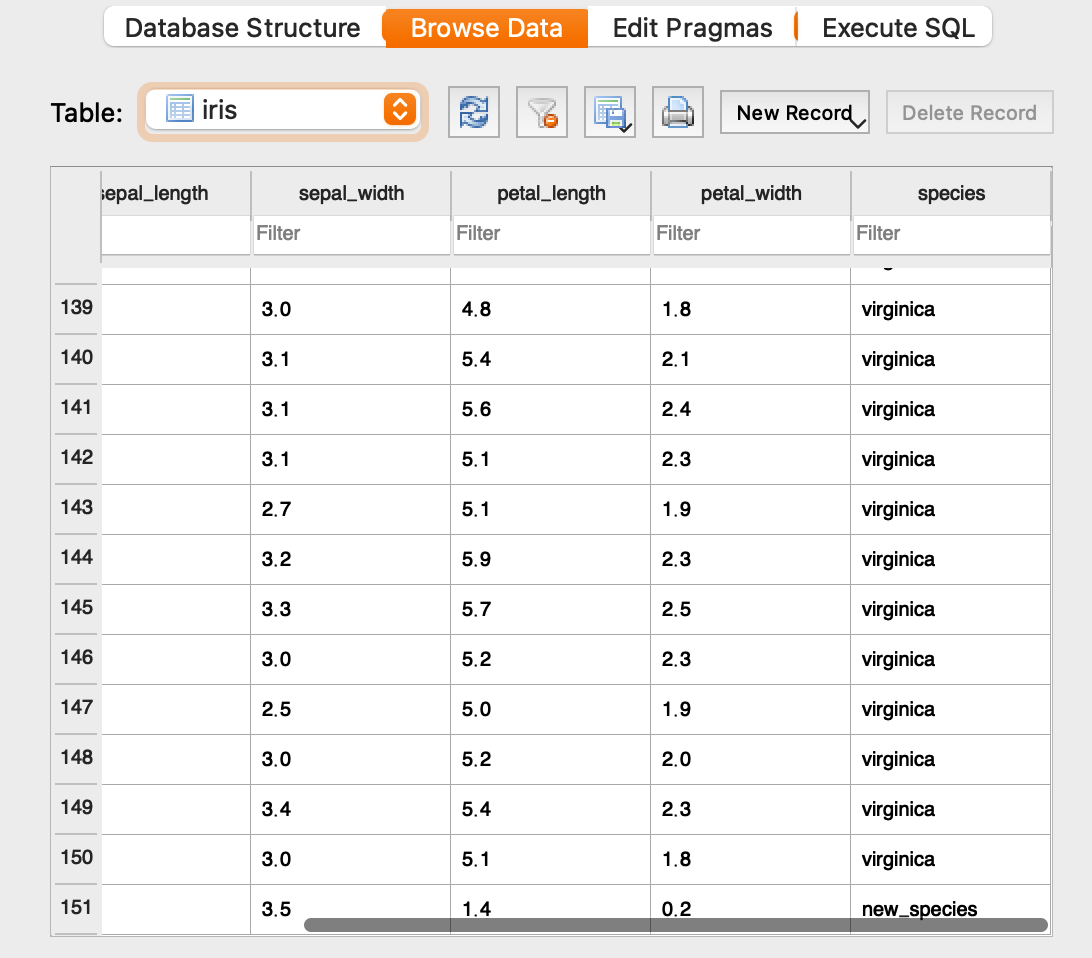 Database Structure Browse Data Edit Pragmas Execute SQL
Table: iris New Record Delete Record
sepal_length sepal_width petal_length petal_width species
Filter Filter Filter Filter
139 3.0 4.8 1.8 virginica
140 3.1 5.4 2.1 virginica
141 3.1 5.6 2.4 virginica
142 3.1 5.1 2.3 virginica
143 2.7 5.1 1.9 virginica
144 3.2 5.9 2.3 virginica
145 3.3 5.7 2.5 virginica
146 3.0 5.2 2.3 virginica
147 2.5 5.0 1.9 virginica
148 3.0 5.2 2.0 virginica
149 3.4 5.4 2.3 virginica
150 3.0 5.1 1.8 virginica
151 3.5 1.4 0.2 new_species